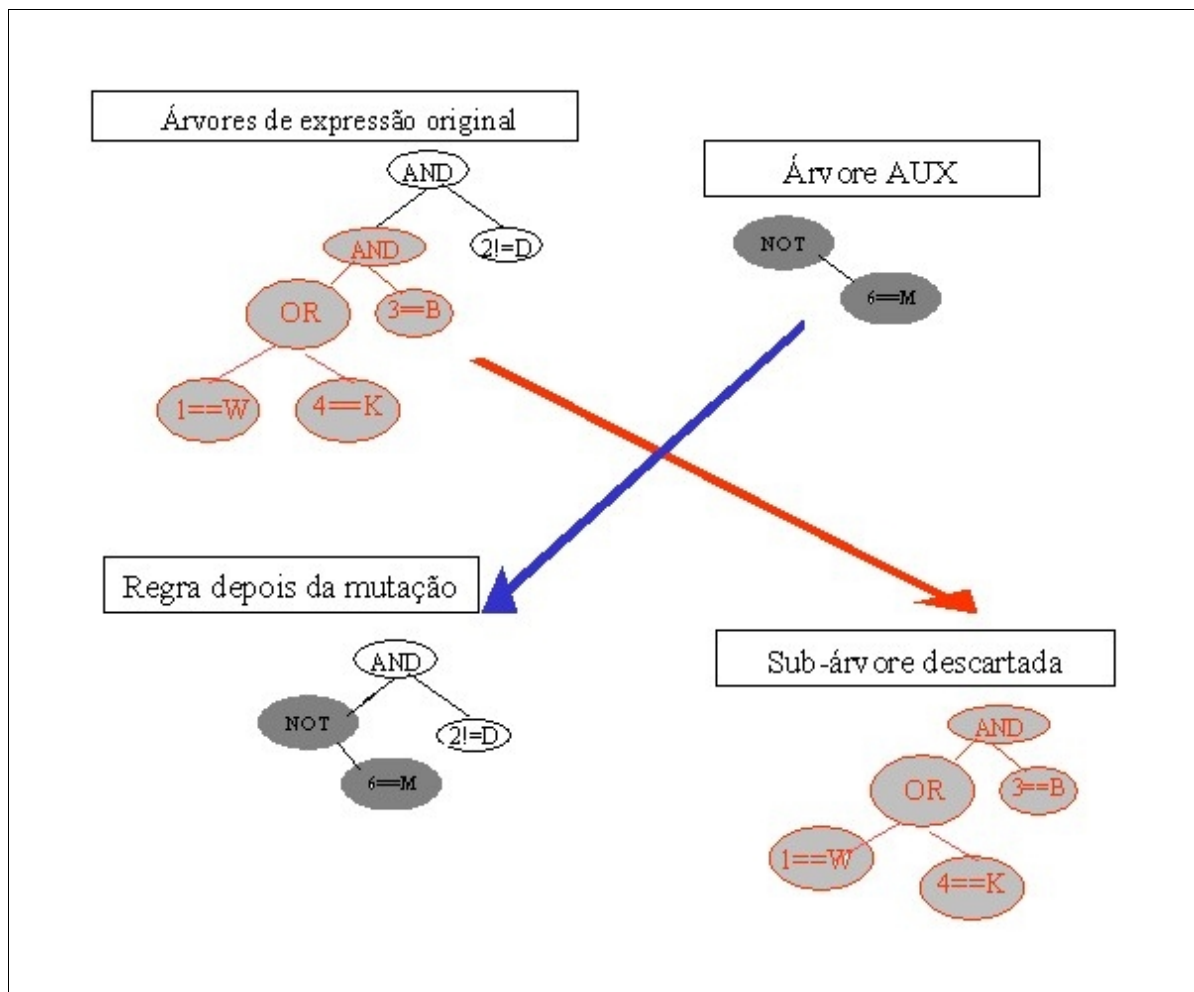 Árvores de expressão original
AND
AND
2!=D
OR
3==B
1==W
4==K
Árvore AUX
NOT
6==M
Regra depois da mutação
AND
NOT
2!=D
6==M
Sub-árvore descartada
AND
OR
3==B
1==W
4==K